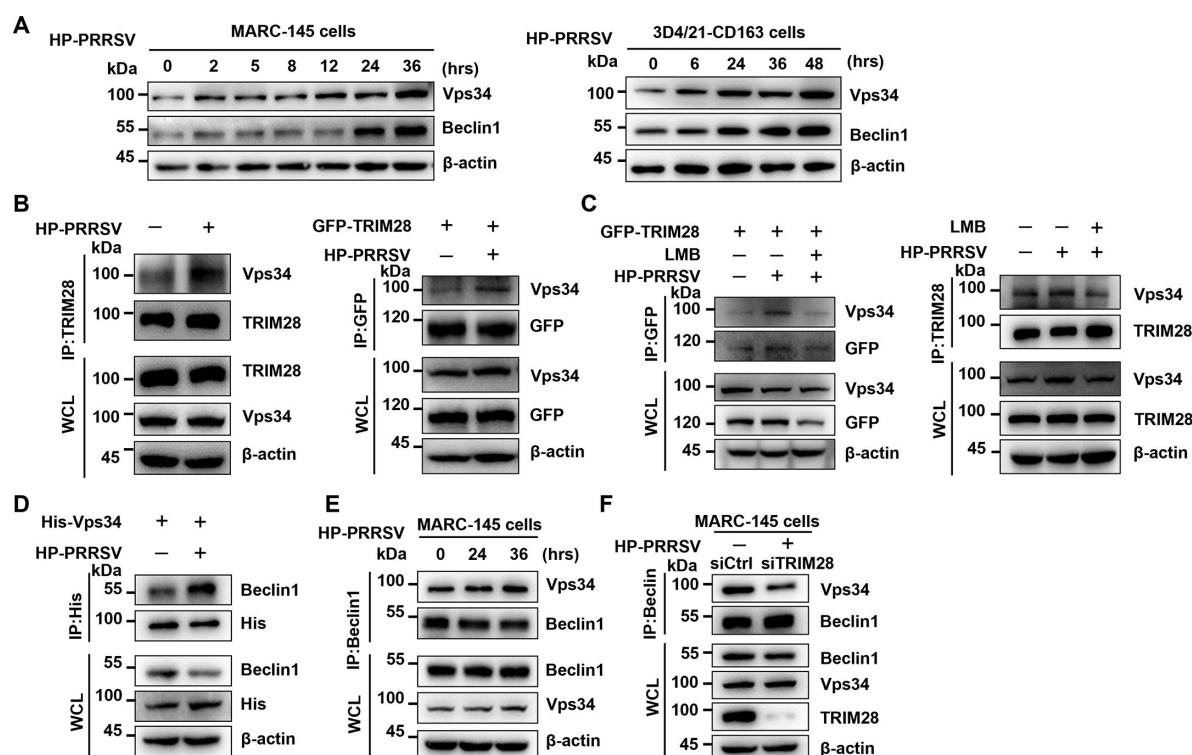 A
HP-PRRSV
MARC-145 cells
kDa
0 2 5 8 12 24 36 (hrs)
100 Vps34
55 Beclin1
45 β-actin
3D4/21-CD163 cells
HP-PRRSV
kDa
0 6 24 36 48 (hrs)
100 Vps34
55 Beclin1
45 β-actin
B
HP-PRRSV − +
kDa
IP:TRIM28
100 Vps34
100 TRIM28
WCL
100 TRIM28
100 Vps34
45 β-actin
GFP-TRIM28 + +
HP-PRRSV − +
kDa
IP:GFP
100 Vps34
120 GFP
WCL
100 Vps34
120 GFP
45 β-actin
C
GFP-TRIM28 + + +
LMB − − +
HP-PRRSV − + +
kDa
IP:GFP
100 Vps34
120 GFP
WCL
100 Vps34
120 GFP
45 β-actin
LMB − − +
HP-PRRSV − + +
kDa
IP:TRIM28
100 Vps34
100 TRIM28
WCL
100 Vps34
100 TRIM28
45 β-actin
D
His-Vps34 + +
HP-PRRSV − +
kDa
IP:His
55 Beclin1
100 His
WCL
55 Beclin1
100 His
45 β-actin
E
HP-PRRSV
MARC-145 cells
kDa
0 24 36 (hrs)
IP:Beclin1
100 Vps34
55 Beclin1
WCL
55 Beclin1
100 Vps34
45 β-actin
F
MARC-145 cells
HP-PRRSV − +
kDa siCtrl siTRIM28
IP:Beclin
100 Vps34
55 Beclin1
WCL
55 Beclin1
100 Vps34
100 TRIM28
45 β-actin